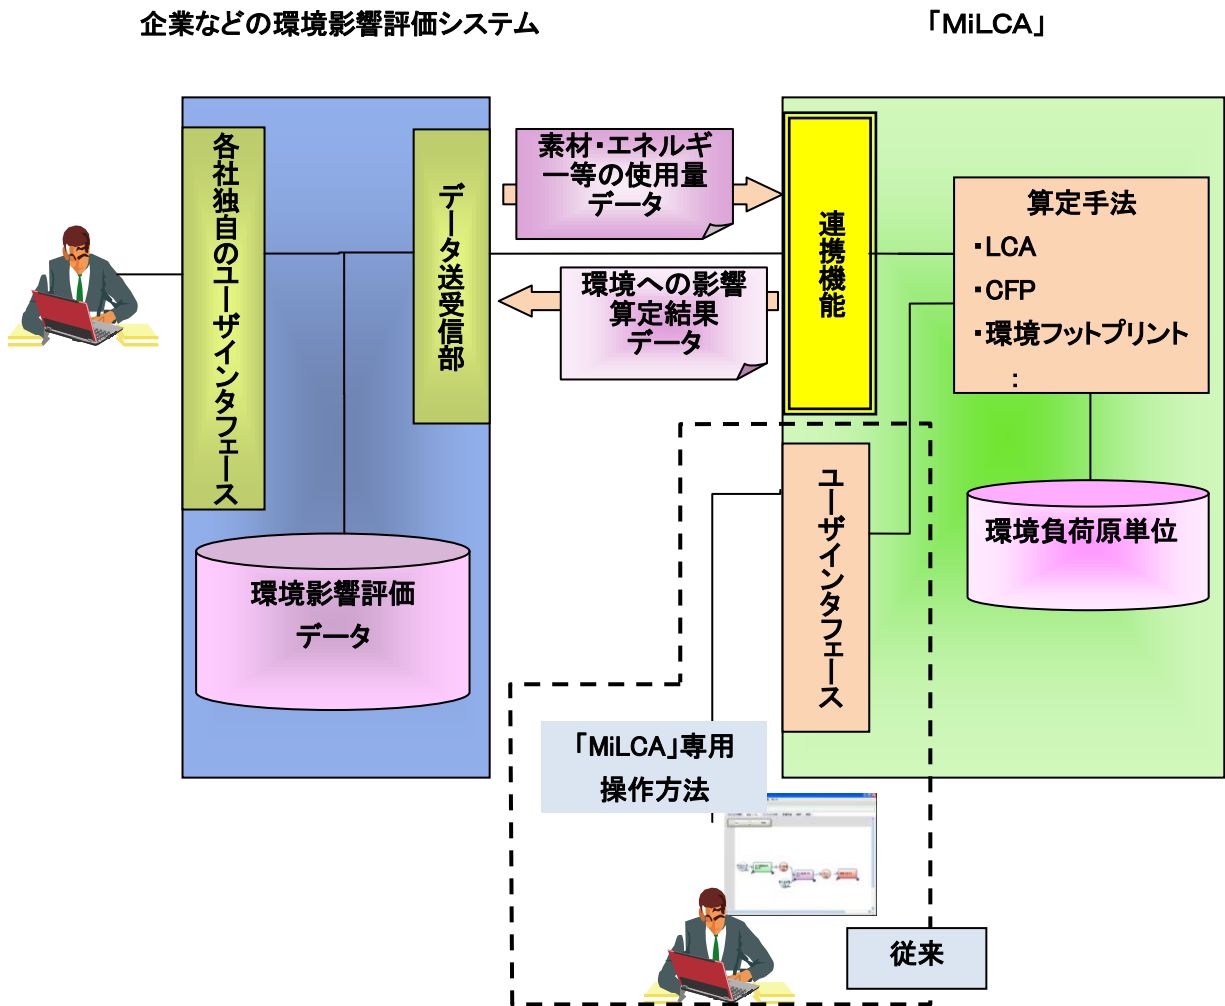 企業などの環境影響評価システム
「MiLCA」
各社独自のユーザインタフェース
データ送受信部
素材・エネルギ
ー等の使用量
データ
環境への影響
算定結果
データ
連携機能
算定手法
・LCA
・CFP
・環境フットプリント
：
環境影響評価
データ
ユーザインタフェース
環境負荷原単位
「MiLCA」専用
操作方法
従来